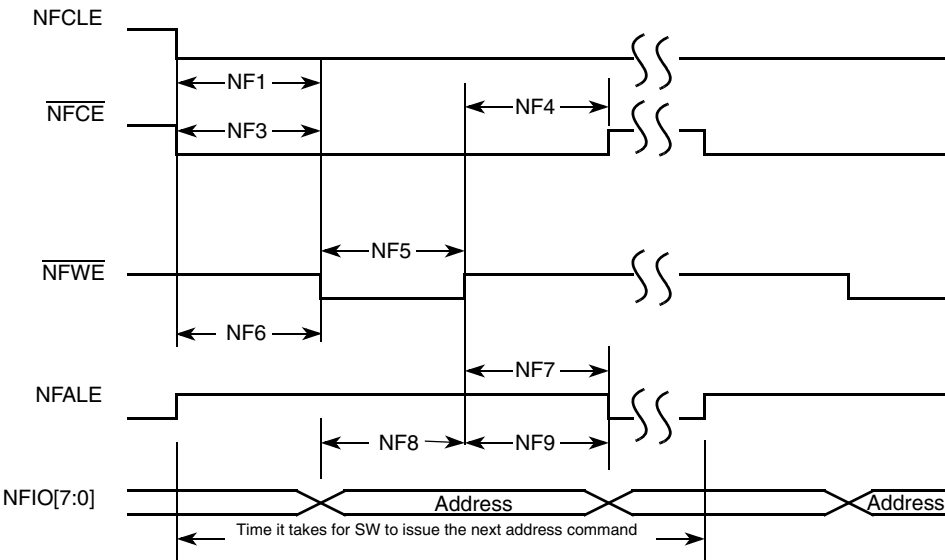 NFCLE
NF1
NF4
NFCE
NF3
NF5
NFWE
NF6
NF7
NFALE
NF8
NF9
NFIO[7:0]
Address
Address
Time it takes for SW to issue the next address command